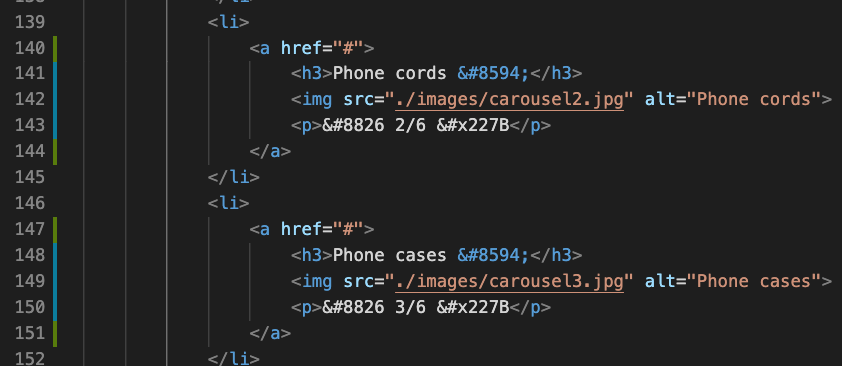 139 <li>
140 <a href="#">
141 <h3>Phone cords &#8594;</h3>
142 <img src="./images/carousel2.jpg" alt="Phone cords">
143 <p>&#8826 2/6 &#x227B</p>
144 </a>
145 </li>
146 <li>
147 <a href="#">
148 <h3>Phone cases &#8594;</h3>
149 <img src="./images/carousel3.jpg" alt="Phone cases">
150 <p>&#8826 3/6 &#x227B</p>
151 </a>
152 </li>